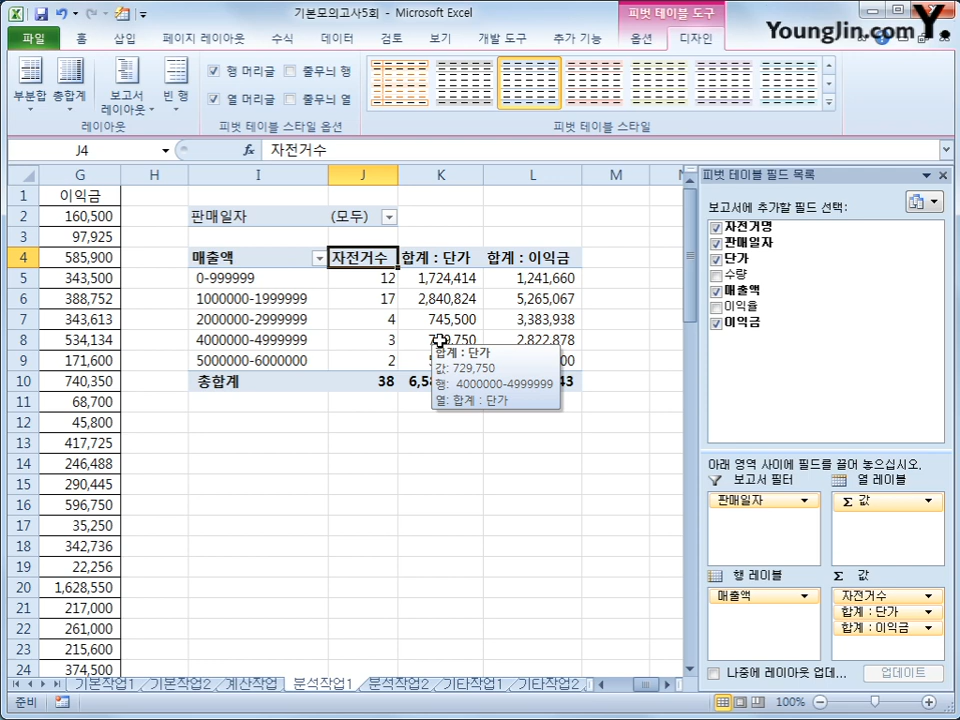 기본모의고사5회 - Microsoft Excel
피벗 테이블 도구
YoungJin.com Y.
파일 홈 삽입 페이지 레이아웃 수식 데이터 검토 보기 개발 도구 추가 기능 옵션 디자인
부분합 총합계 보고서 레이아웃 빈 행
행 머리글 줄무늬 행
열 머리글 줄무늬 열
레이아웃 피벗 테이블 스타일 옵션 피벗 테이블 스타일
J4 fx 자전거수
G H I J K L M
1 이익금
2 160,500 판매일자 (모두)
3 97,925
4 585,900 매출액 자전거수 합계 : 단가 합계 : 이익금
5 343,500 0-999999 12 1,724,414 1,241,660
6 388,752 1000000-1999999 17 2,840,824 5,265,067
7 343,613 2000000-2999999 4 745,500 3,383,938
8 534,134 4000000-4999999 3 2,822,878
9 171,600 5000000-6000000 2
10 740,350 총합계 38
11 68,700
12 45,800
13 417,725
14 246,488
15 290,445
16 596,750
17 35,250
18 342,736
19 22,256
20 1,628,550
21 217,000
22 261,000
23 215,600
24 374,500
합계 : 단가
값: 729,750
행: 4000000-4999999
열: 합계 : 단가
피벗 테이블 필드 목록
보고서에 추가할 필드 선택:
자전거명
판매일자
단가
수량
매출액
이익율
이익금
아래 영역 사이에 필드를 끌어 놓으십시오.
보고서 필터 열 레이블
판매일자 Σ 값
행 레이블 Σ 값
매출액 자전거수
합계 : 단가
합계 : 이익금
나중에 레이아웃 업데... 업데이트
기본작업1 기본작업2 계산작업 분석작업1 분석작업2 기타작업1 기타작업2
준비 100%